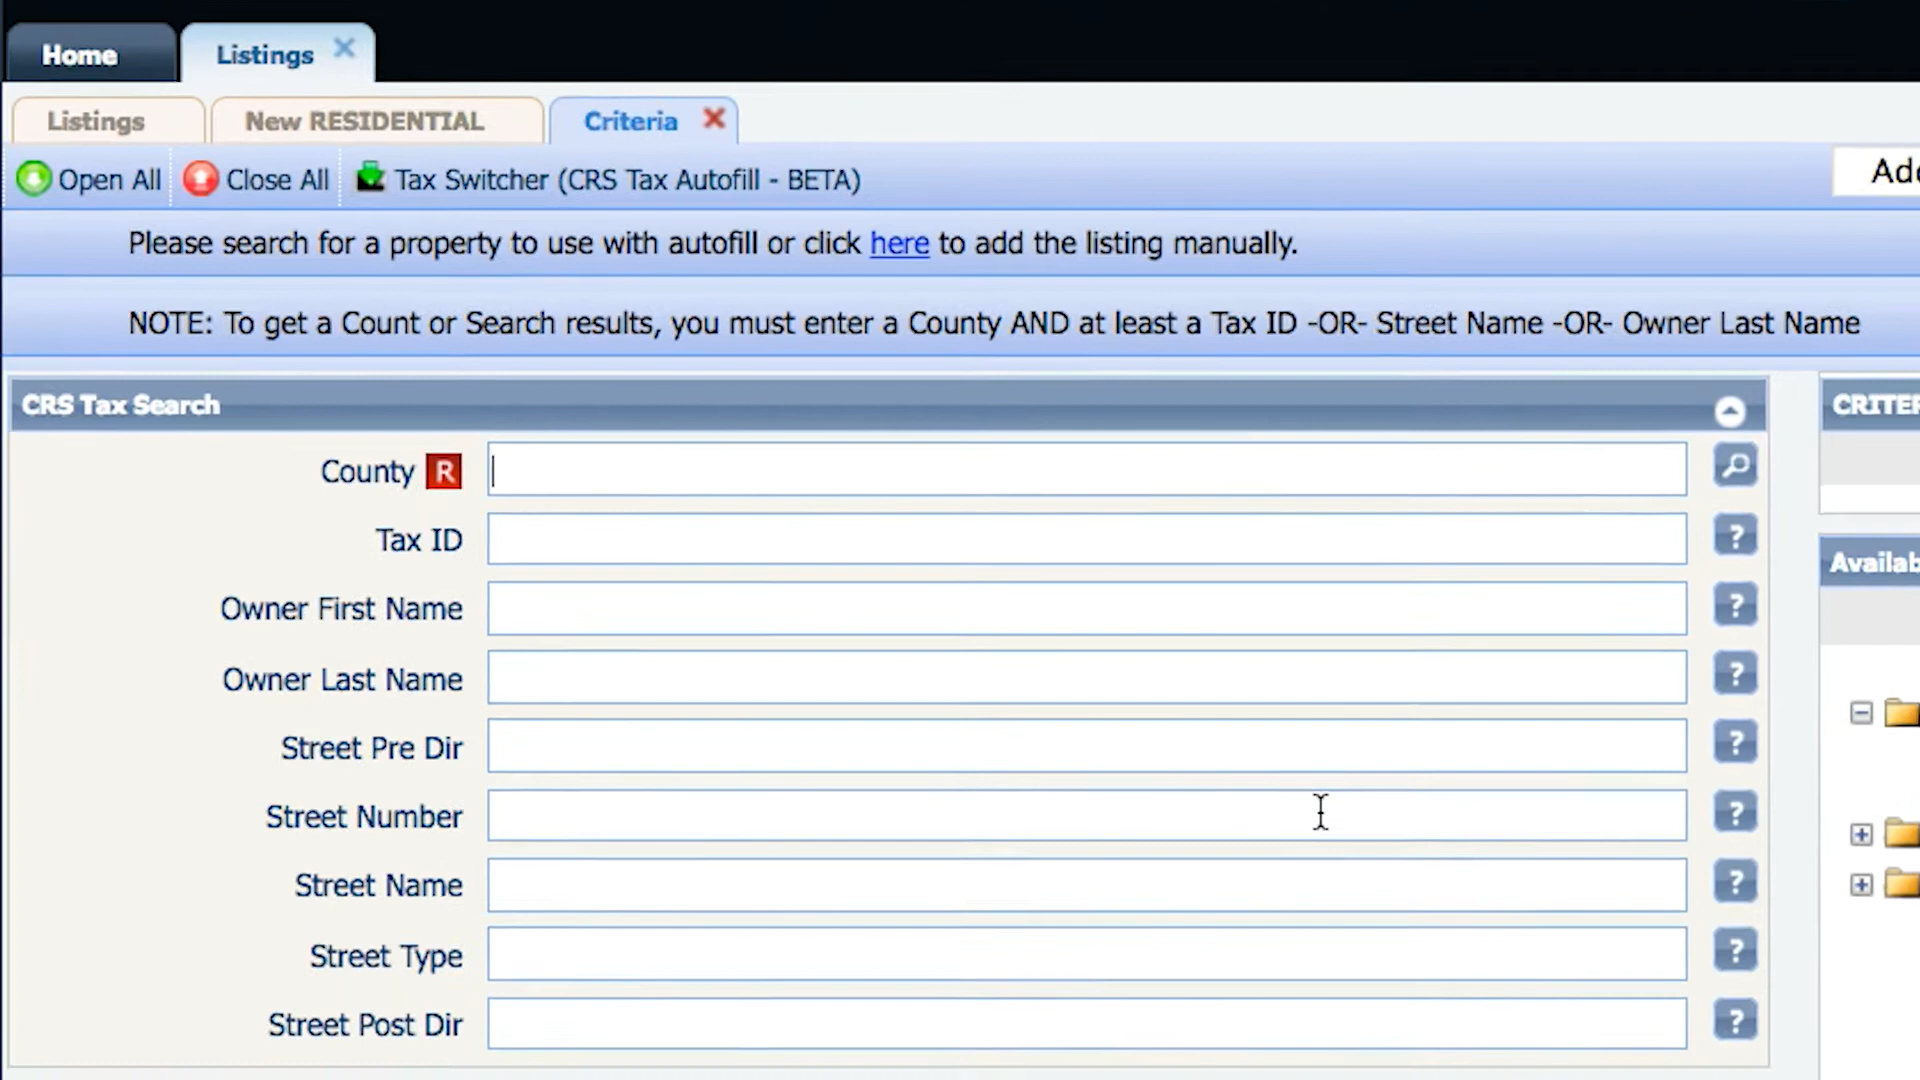 Home
Listings
Listings
New RESIDENTIAL
Criteria
Open All
Close All
Tax Switcher (CRS Tax Autofill - BETA)
Please search for a property to use with autofill or click here to add the listing manually.
NOTE: To get a Count or Search results, you must enter a County AND at least a Tax ID -OR- Street Name -OR- Owner Last Name
CRS Tax Search
County R
Tax ID ?
Owner First Name ?
Owner Last Name ?
Street Pre Dir ?
Street Number ?
Street Name ?
Street Type ?
Street Post Dir ?